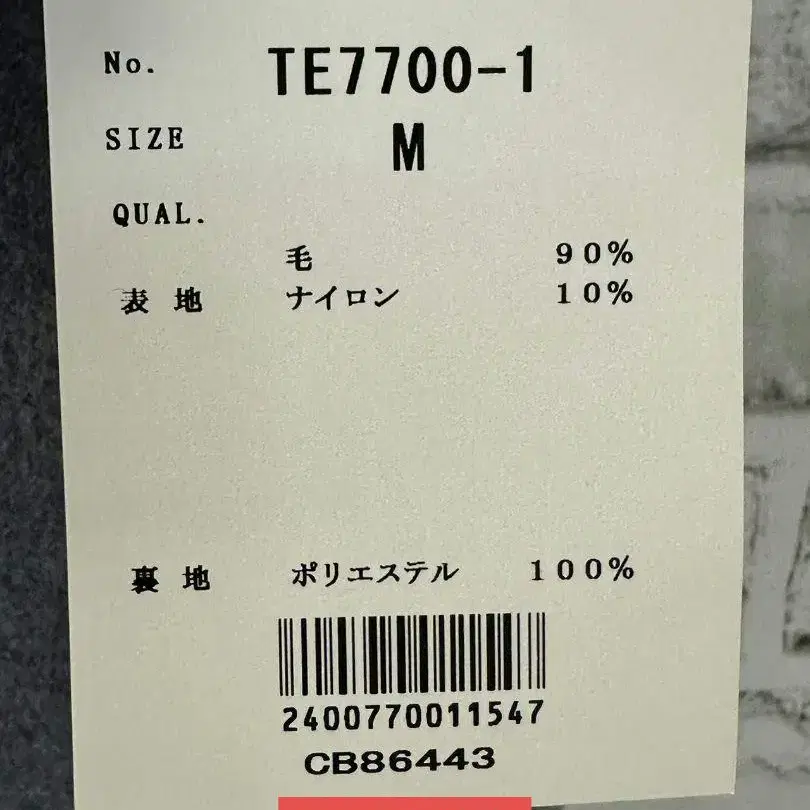 No. TE7700-1
SIZE M
QUAL.
毛 90%
表地 ナイロン 10%
裏地 ポリエステル 100%
2400770011547
CB86443